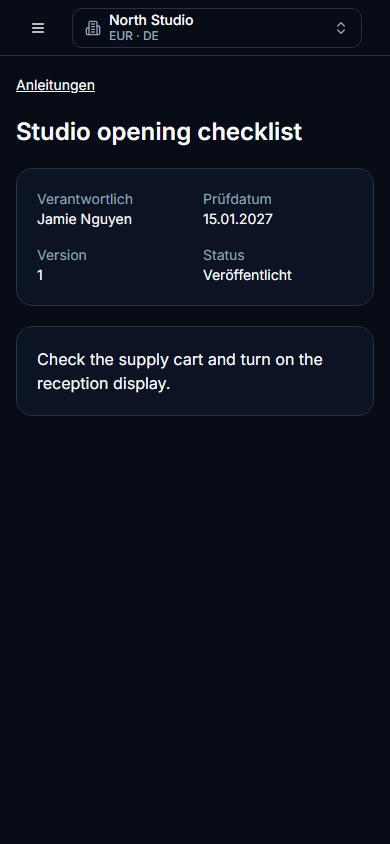 North Studio
EUR · DE
Anleitungen
Studio opening checklist
Verantwortlich
Jamie Nguyen
Prüfdatum
15.01.2027
Version
1
Status
Veröffentlicht
Check the supply cart and turn on the
reception display.